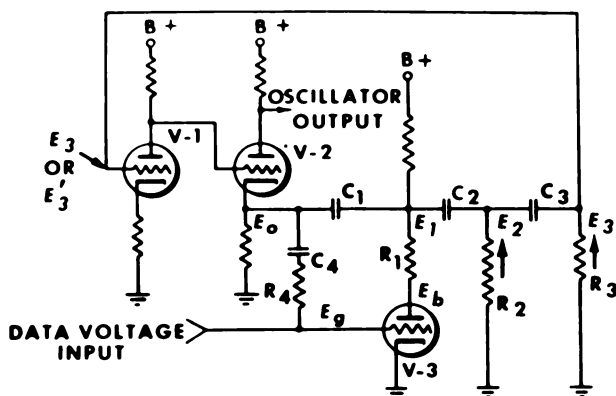 B +
B +
B +
OSCILLATOR
OUTPUT
V-1
V-2
E3
OR
E'3
C1
C2
C3
Eo
E1
E2
E3
C4
R1
R2
R3
R4
Eb
Eg
DATA VOLTAGE
INPUT
V-3